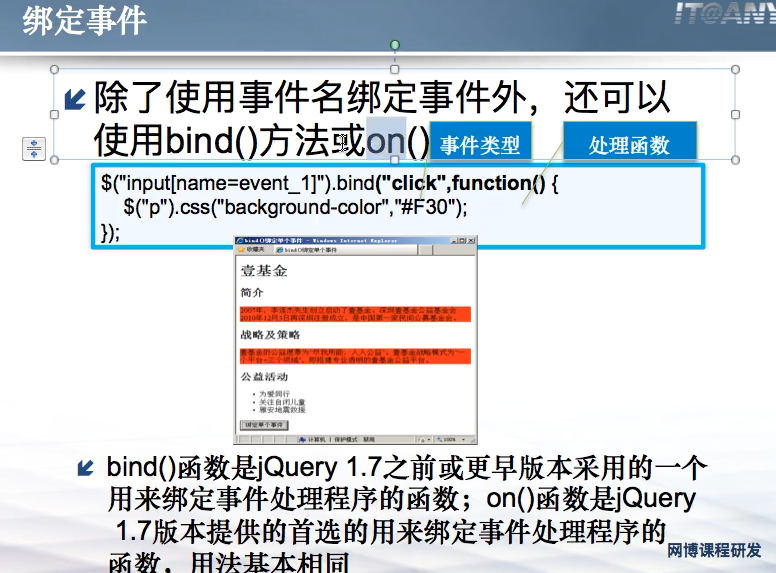 绑定事件
IT@ANY
除了使用事件名绑定事件外，还可以
使用bind()方法或on()
事件类型
处理函数
$("input[name=event_1]").bind("click",function() {
$("p").css("background-color","#F30");
});
bind()绑定单个事件 - Windows Internet Explorer
收藏夹
bind()绑定单个事件
壹基金
简介
战略及策略
公益活动
为爱同行
关注自闭儿童
雅安地震救援
绑定单个事件
计算机 | 保护模式: 禁用
100%
bind()函数是jQuery 1.7之前或更早版本采用的一个
用来绑定事件处理程序的函数；on()函数是jQuery
1.7版本提供的首选的用来绑定事件处理程序的
函数，用法基本相同
网博课程研发